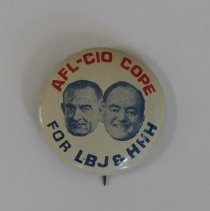 AFL-CIO COPE
FOR LBJ & HHH